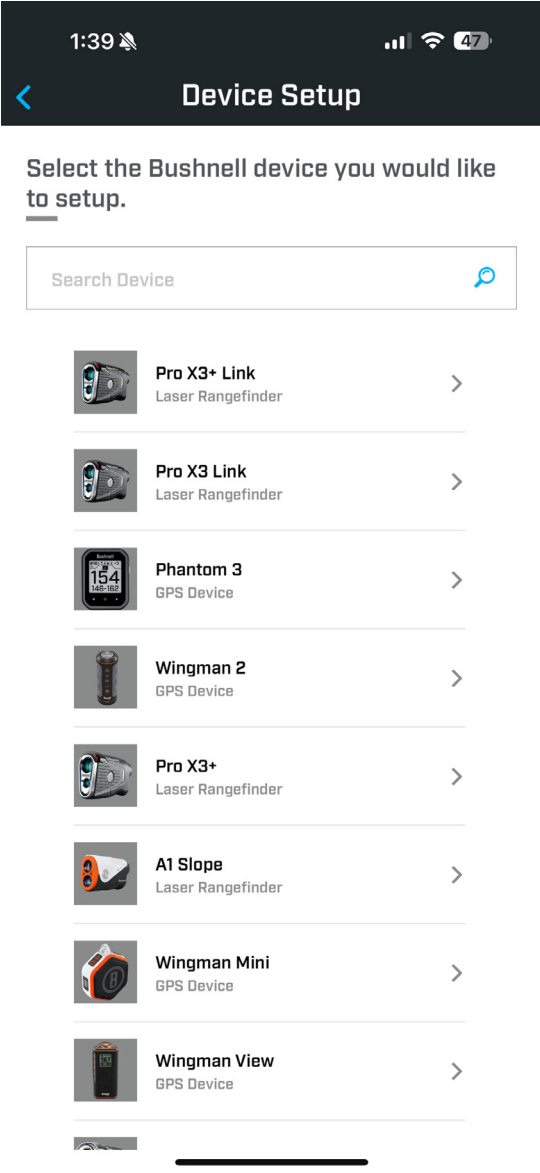 1:39
47
Device Setup
Select the Bushnell device you would like
to setup.
Search Device
Pro X3+ Link
Laser Rangefinder
Pro X3 Link
Laser Rangefinder
Bushnell
154
146-162
Phantom 3
GPS Device
Wingman 2
GPS Device
Pro X3+
Laser Rangefinder
A1 Slope
Laser Rangefinder
B
Wingman Mini
GPS Device
Wingman View
GPS Device